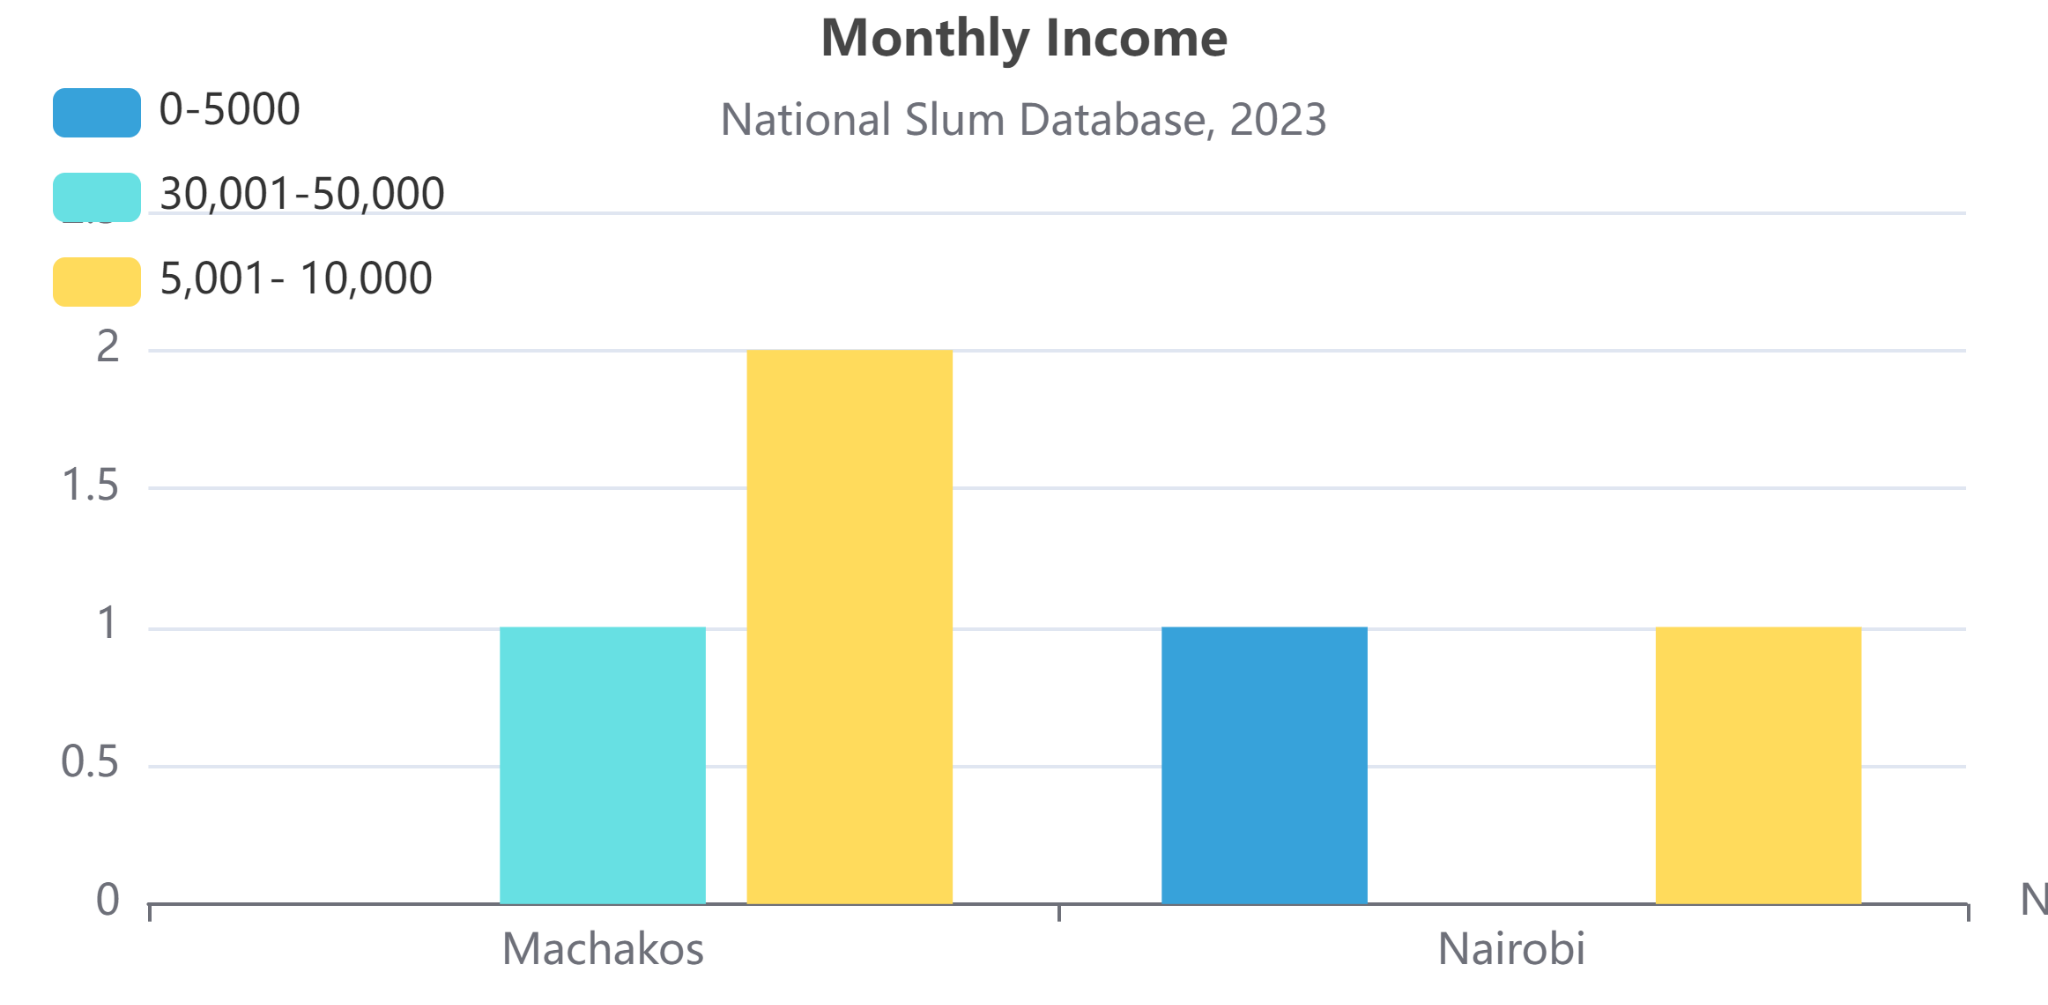 Monthly Income
National Slum Database, 2023
0-5000
30,001-50,000
5,001- 10,000
2
1.5
1
0.5
0
Machakos
Nairobi
N